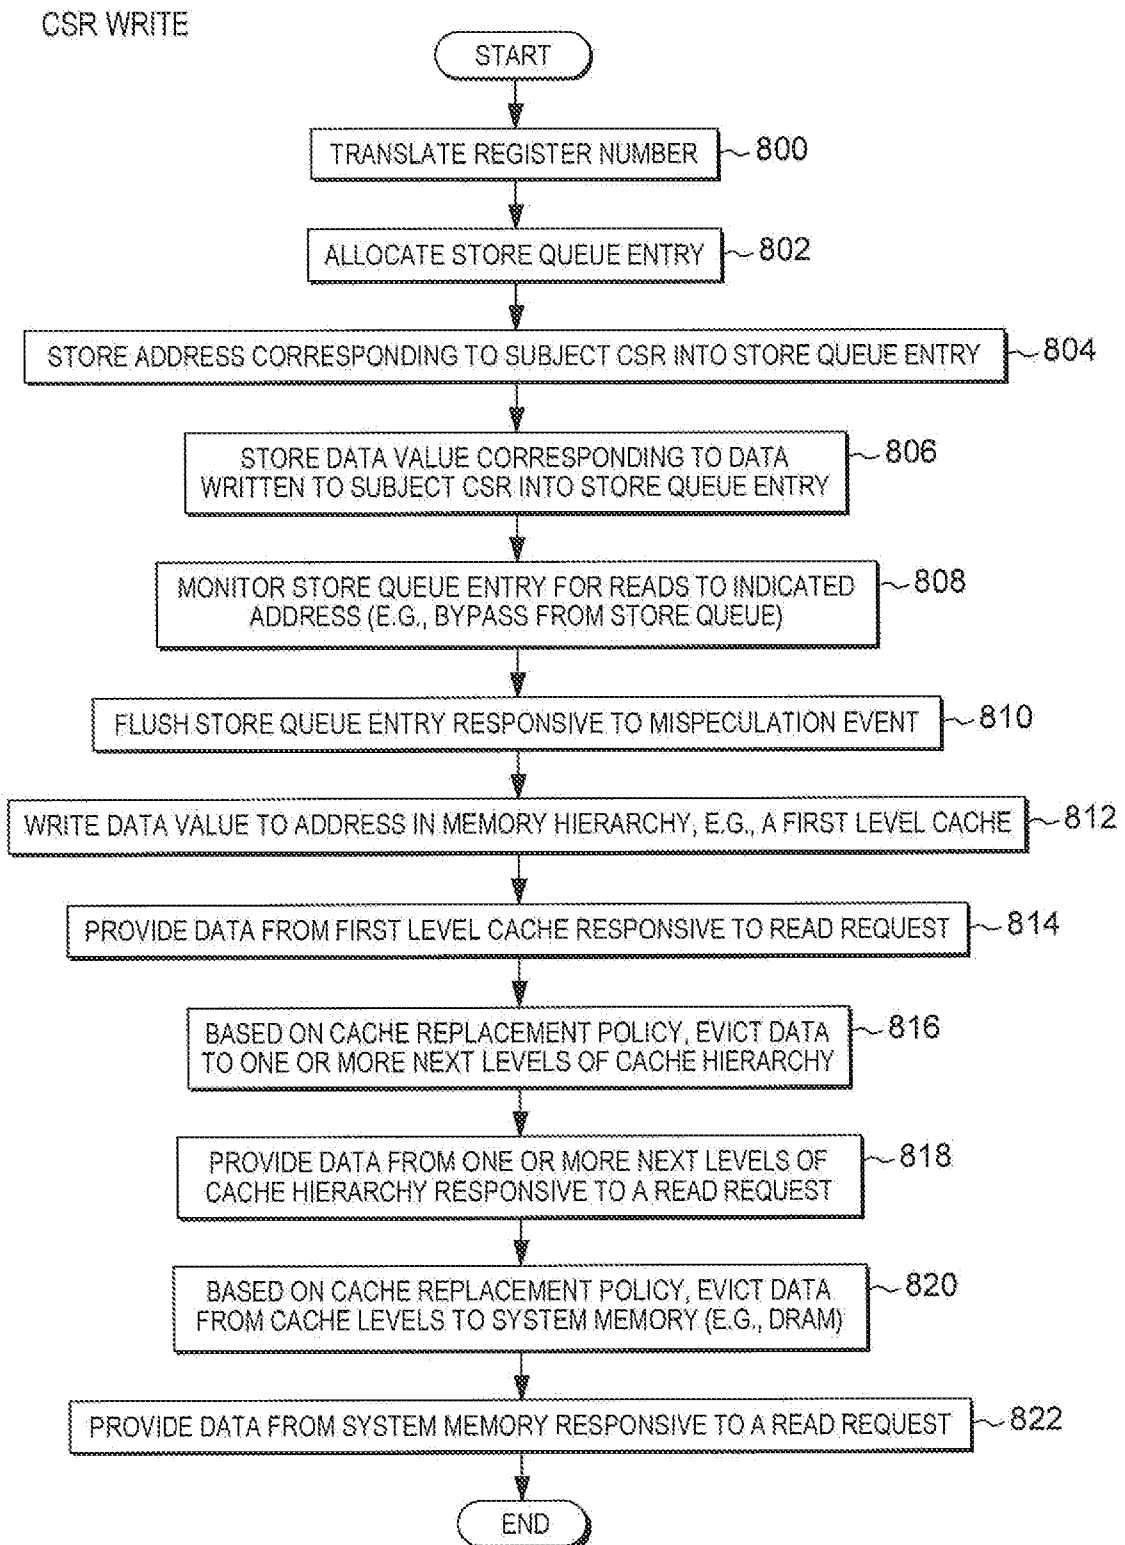 CSR WRITE
START
TRANSLATE REGISTER NUMBER
800
ALLOCATE STORE QUEUE ENTRY
802
STORE ADDRESS CORRESPONDING TO SUBJECT CSR INTO STORE QUEUE ENTRY
804
STORE DATA VALUE CORRESPONDING TO DATA
WRITTEN TO SUBJECT CSR INTO STORE QUEUE ENTRY
806
MONITOR STORE QUEUE ENTRY FOR READS TO INDICATED
ADDRESS (E.G., BYPASS FROM STORE QUEUE)
808
FLUSH STORE QUEUE ENTRY RESPONSIVE TO MISPECULATION EVENT
810
WRITE DATA VALUE TO ADDRESS IN MEMORY HIERARCHY, E.G., A FIRST LEVEL CACHE
812
PROVIDE DATA FROM FIRST LEVEL CACHE RESPONSIVE TO READ REQUEST
814
BASED ON CACHE REPLACEMENT POLICY, EVICT DATA
TO ONE OR MORE NEXT LEVELS OF CACHE HIERARCHY
816
PROVIDE DATA FROM ONE OR MORE NEXT LEVELS OF
CACHE HIERARCHY RESPONSIVE TO A READ REQUEST
818
BASED ON CACHE REPLACEMENT POLICY, EVICT DATA
FROM CACHE LEVELS TO SYSTEM MEMORY (E.G., DRAM)
820
PROVIDE DATA FROM SYSTEM MEMORY RESPONSIVE TO A READ REQUEST
822
END